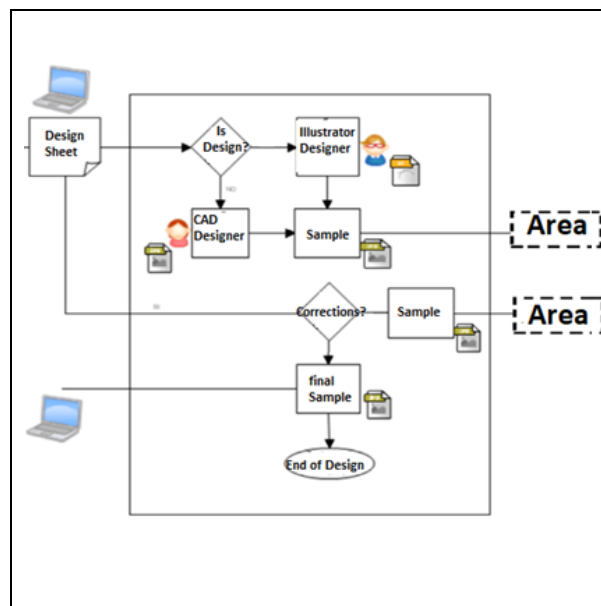 Design
Sheet
Is
Design?
Illustrator
Designer
NO
CAD
Designer
Sample
Area
Corrections?
Sample
Area
final
Sample
End of Design